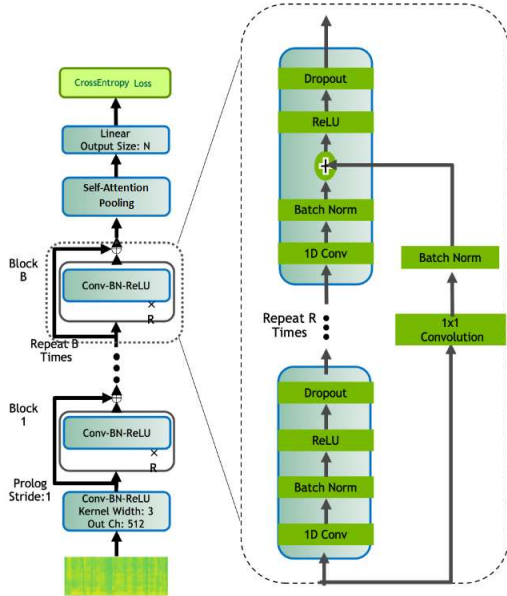 CrossEntropy Loss
Linear
Output Size: N
Self-Attention
Pooling
Block
B
Conv-BN-ReLU
×
R
Repeat B
Times
Block
1
Conv-BN-ReLU
×
R
Prolog
Stride:1
Conv-BN-ReLU
Kernel Width: 3
Out Ch: 512
Dropout
ReLU
+
Batch Norm
1D Conv
Repeat R
Times
Batch Norm
1x1
Convolution
Dropout
ReLU
Batch Norm
1D Conv